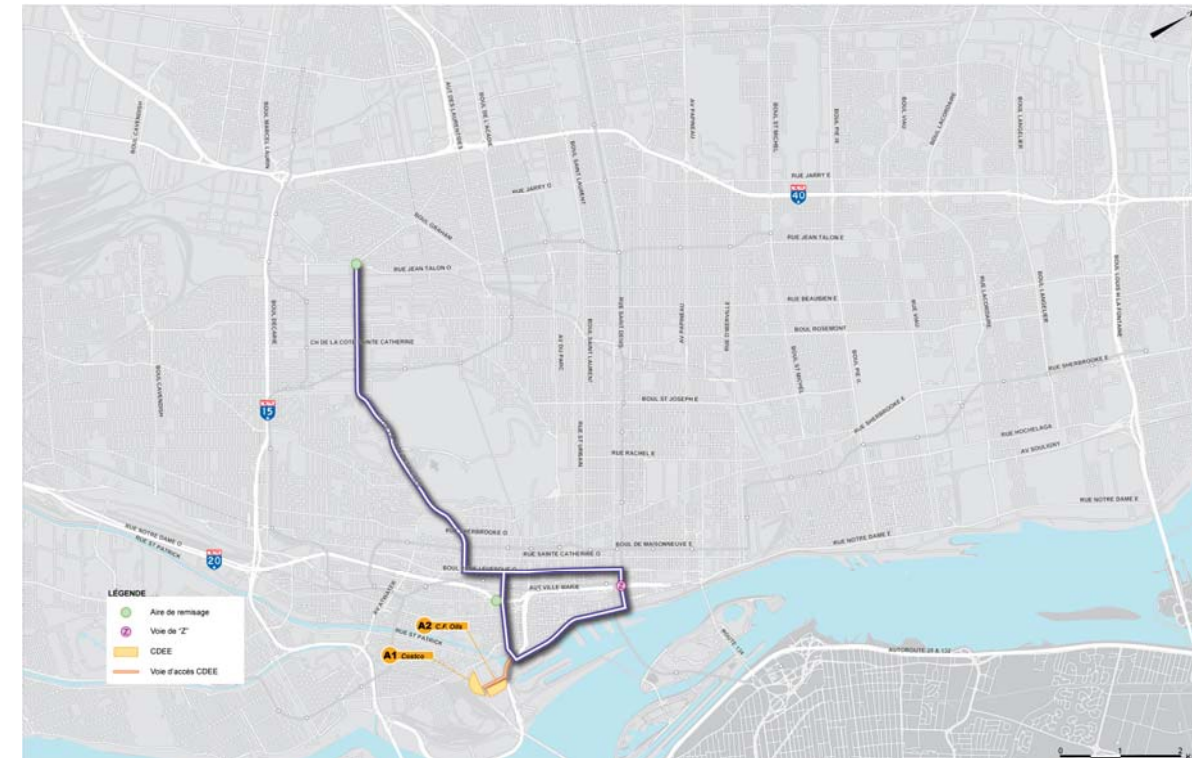 BOUL CAVENDISH
BOUL MARCEL LAURIN
AUT DES LAURENTIDES
BOUL DE L'ACADIE
AV PAPINEAU
BOUL ST MICHEL
BOUL PIE IX
BOUL VIAU
BOUL LACORDAIRE
BOUL LANGELIER
BOUL SAINT LAURENT
RUE JARRY O
RUE JARRY E
40
BOUL GRAHAM
RUE JEAN TALON E
RUE JEAN TALON O
BOUL DECARIE
RUE SAINT DENIS
AV PAPINEAU
RUE D'IBERVILLE
RUE BEAUBIEN E
RUE VIAU
RUE LACORDAIRE
BOUL LANGELIER
BOUL LOUIS H LA FONTAINE
BOUL ROSEMONT
CH DE LA COTE SAINTE CATHERINE
AV DU PARC
BOUL SAINT LAURENT
BOUL ST MICHEL
BOUL PIE IX
RUE SHERBROOKE E
BOUL CAVENDISH
15
BOUL ST JOSEPH E
RUE SHERBROOKE E
RUE ST URBAIN
RUE RACHEL E
RUE HOCHELAGA
AV SOULIGNY
RUE NOTRE DAME E
RUE NOTRE DAME O
RUE ST PATRICK
RUE SHERBROOKE O
BOUL DE MAISONNEUVE E
RUE NOTRE DAME E
RUE SAINTE CATHERINE O
20
AUT VILLE MARIE
Z
AV ATWATER
RUE ST PATRICK
A2 C.F. Oils
A1 Costco
ROUTE 134
AUTOROUTE 20 & 132
LÉGENDE
Aire de remisage
Z Voie de "Z"
CDEE
Voie d'accès CDEE
0 1 2